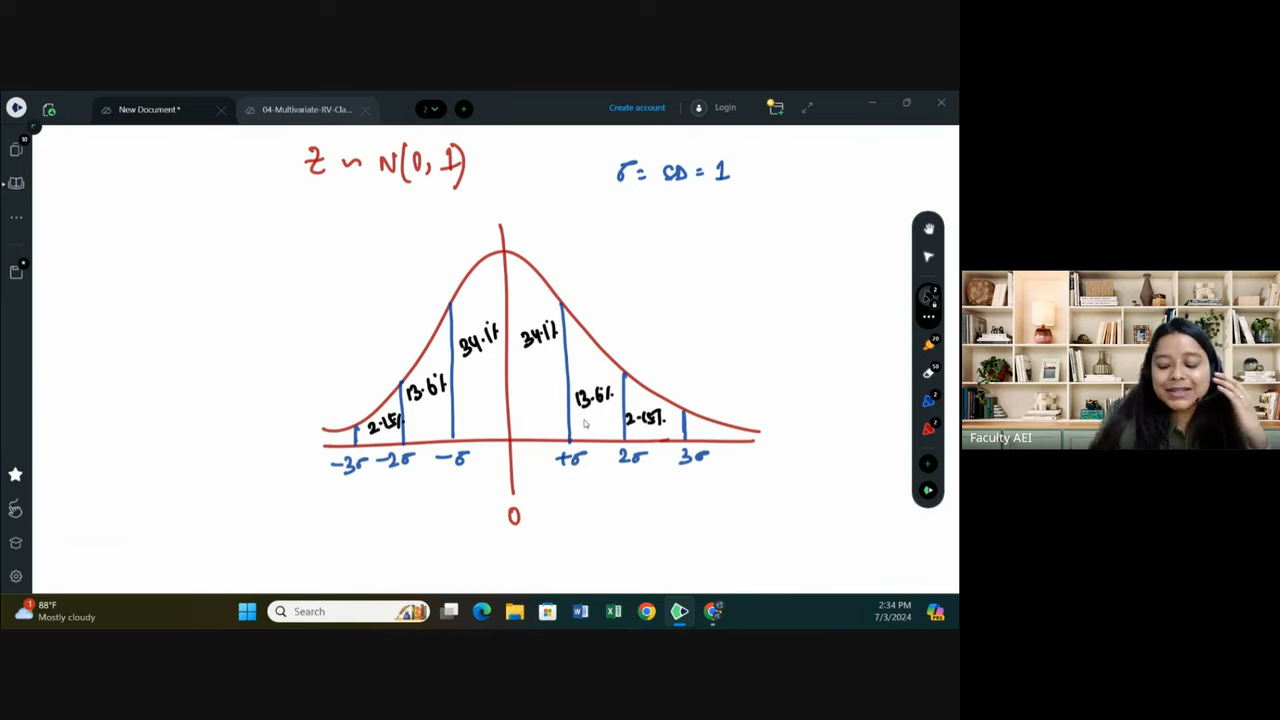 New Document*
04-Multivariate-RV-Cla...
2
+
Create account
Login
Z ~ N(0, 1)
σ = SD = 1
34.1%
34.1%
13.6%
13.6%
2.15%
2.15%
-3σ -2σ -σ +σ 2σ 3σ
0
Faculty AEI
88°F
Mostly cloudy
Search
2:34 PM
7/3/2024